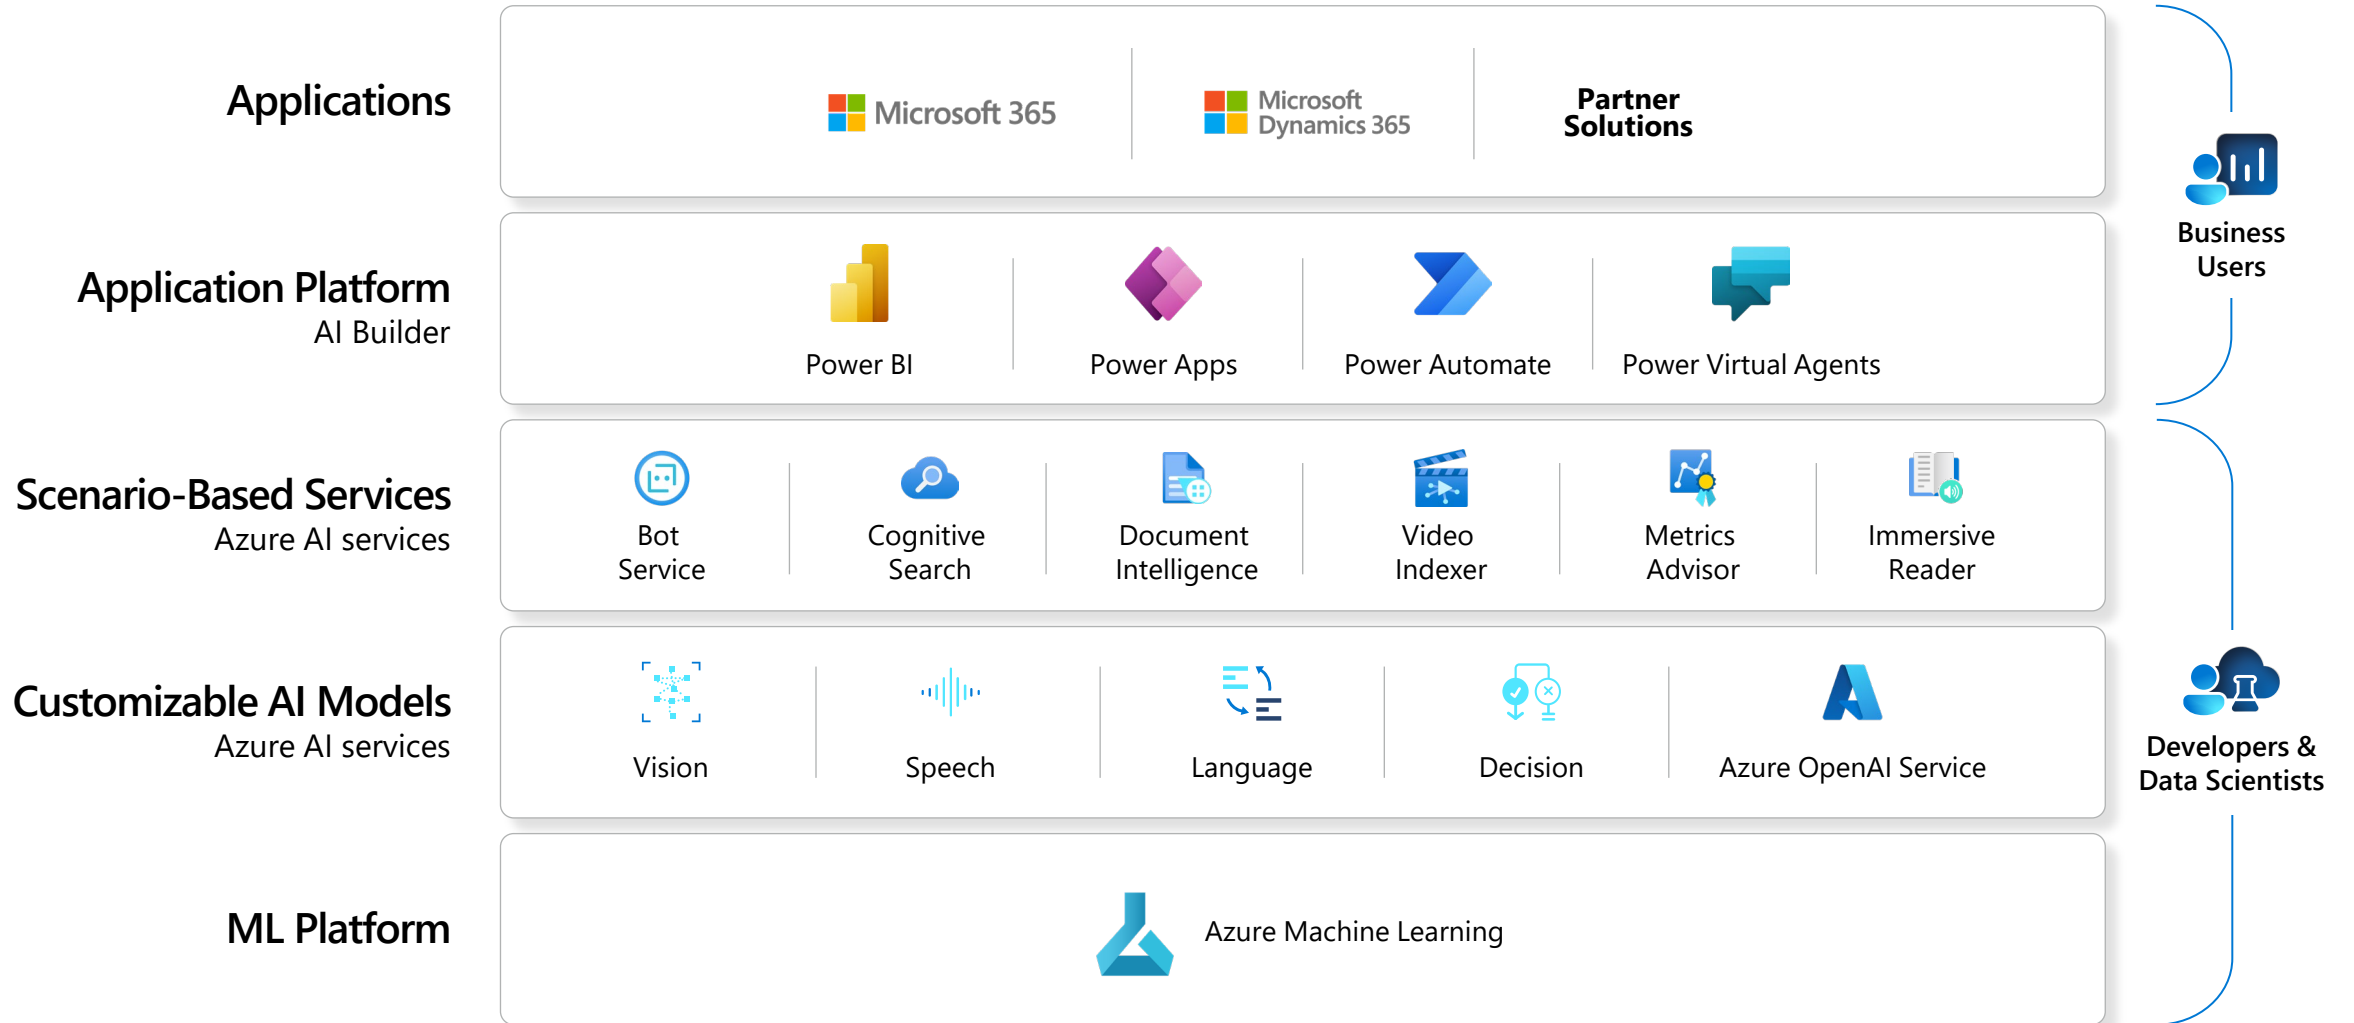 Applications
Microsoft 365
Microsoft
Dynamics 365
Partner
Solutions
Business
Users
Application Platform
AI Builder
Power BI
Power Apps
Power Automate
Power Virtual Agents
Scenario-Based Services
Azure AI services
Bot
Service
Cognitive
Search
Document
Intelligence
Video
Indexer
Metrics
Advisor
Immersive
Reader
Customizable AI Models
Azure AI services
Vision
Speech
Language
Decision
Azure OpenAI Service
Developers &
Data Scientists
ML Platform
Azure Machine Learning